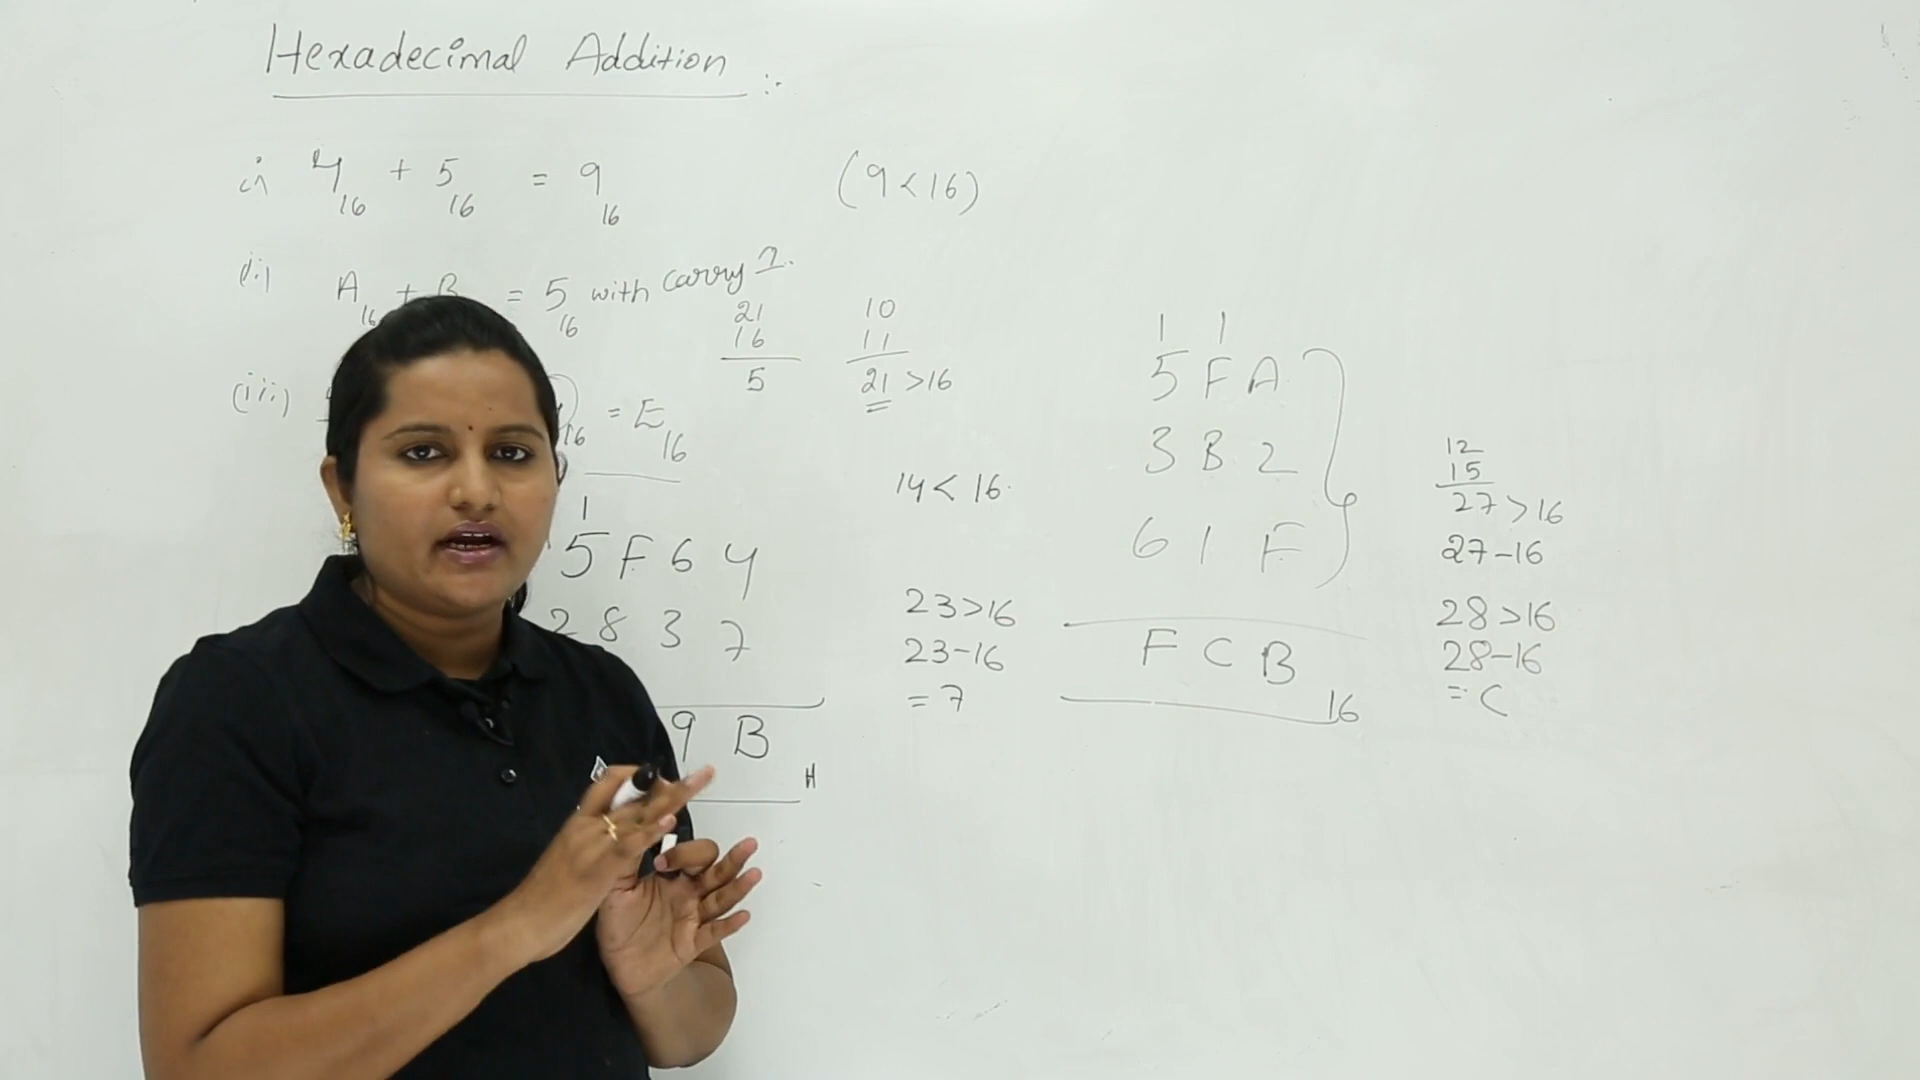 Hexadecimal Addition :-
i) 4₁₆ + 5₁₆ = 9₁₆ (9<16)
(ii) A₁₆ + B = 5₁₆ with carry 1.
21
16
5
10
11
21 >16
(iii) 16 = E₁₆
14 < 16.
1
5 F 6 4
2 8 3 7
9 B H
23>16
23-16
= 7
1 1
5 F A
3 B 2
6 1 F
F C B 16
12
15
27 >16
27-16
28>16
28-16
= C